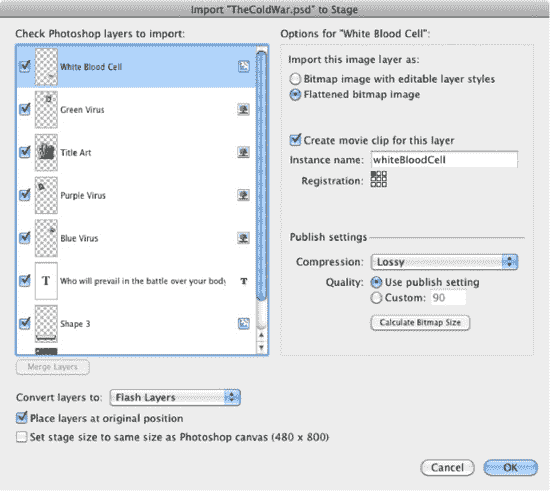 Import "TheColdWar.psd" to Stage
Check Photoshop layers to import:
White Blood Cell
Green Virus
Title Art
Purple Virus
Blue Virus
T Who will prevail in the battle over your body T
Shape 3
Merge Layers
Options for "White Blood Cell":
Import this image layer as:
Bitmap image with editable layer styles
Flattened bitmap image
Create movie clip for this layer
Instance name: whiteBloodCell
Registration:
Publish settings
Compression: Lossy
Quality: Use publish setting
Custom: 90
Calculate Bitmap Size
Convert layers to: Flash Layers
Place layers at original position
Set stage size to same size as Photoshop canvas (480 x 800)
Cancel OK